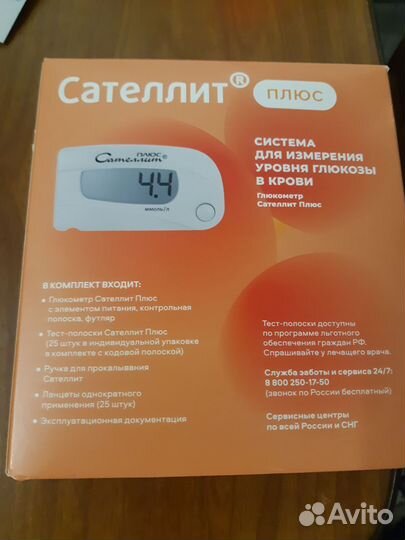 Сателлит® ПЛЮС
СИСТЕМА
ДЛЯ ИЗМЕРЕНИЯ
УРОВНЯ ГЛЮКОЗЫ
В КРОВИ
Глюкометр
Сателлит Плюс
ПЛЮС
Сателлит®
4.4
ммоль/л
В КОМПЛЕКТ ВХОДИТ:
• Глюкометр Сателлит Плюс
с элементом питания, контрольная
полоска, футляр
• Тест-полоски Сателлит Плюс
(25 штук в индивидуальной упаковке
в комплекте с кодовой полоской)
• Ручка для прокалывания
Сателлит
• Ланцеты однократного
применения (25 штук)
• Эксплуатационная документация
Тест-полоски доступны
по программе льготного
обеспечения граждан РФ.
Спрашивайте у лечащего врача.
Служба заботы и сервиса 24/7:
8 800 250-17-50
(звонок по России бесплатный)
Сервисные центры
по всей России и СНГ
Avito